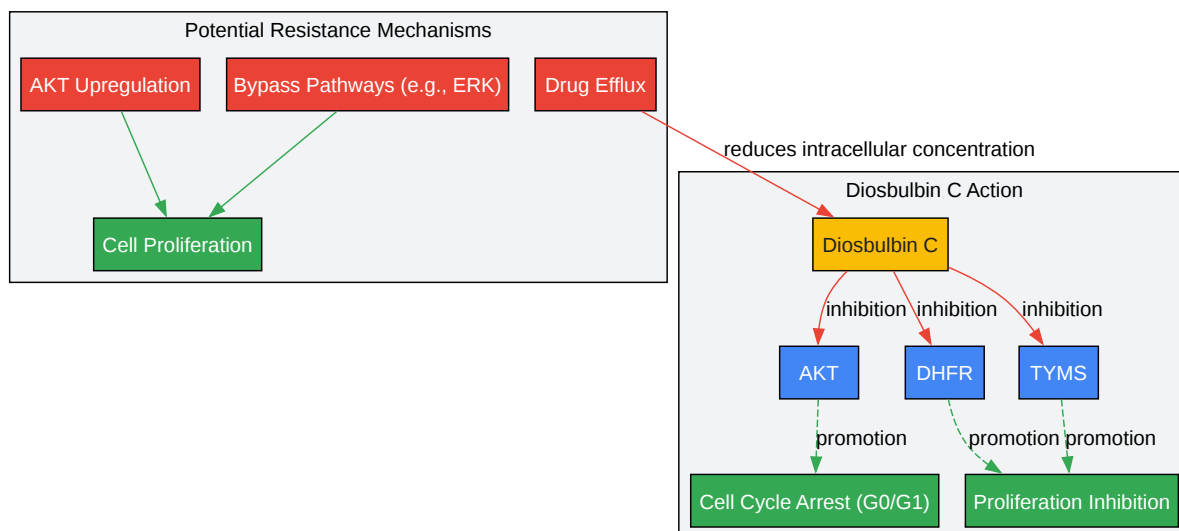 Potential Resistance Mechanisms
AKT Upregulation
Bypass Pathways (e.g., ERK)
Drug Efflux
Cell Proliferation
reduces intracellular concentration
Diosbulbin C Action
Diosbulbin C
inhibition
inhibition
inhibition
AKT
DHFR
TYMS
promotion
promotion
promotion
Cell Cycle Arrest (G0/G1)
Proliferation Inhibition